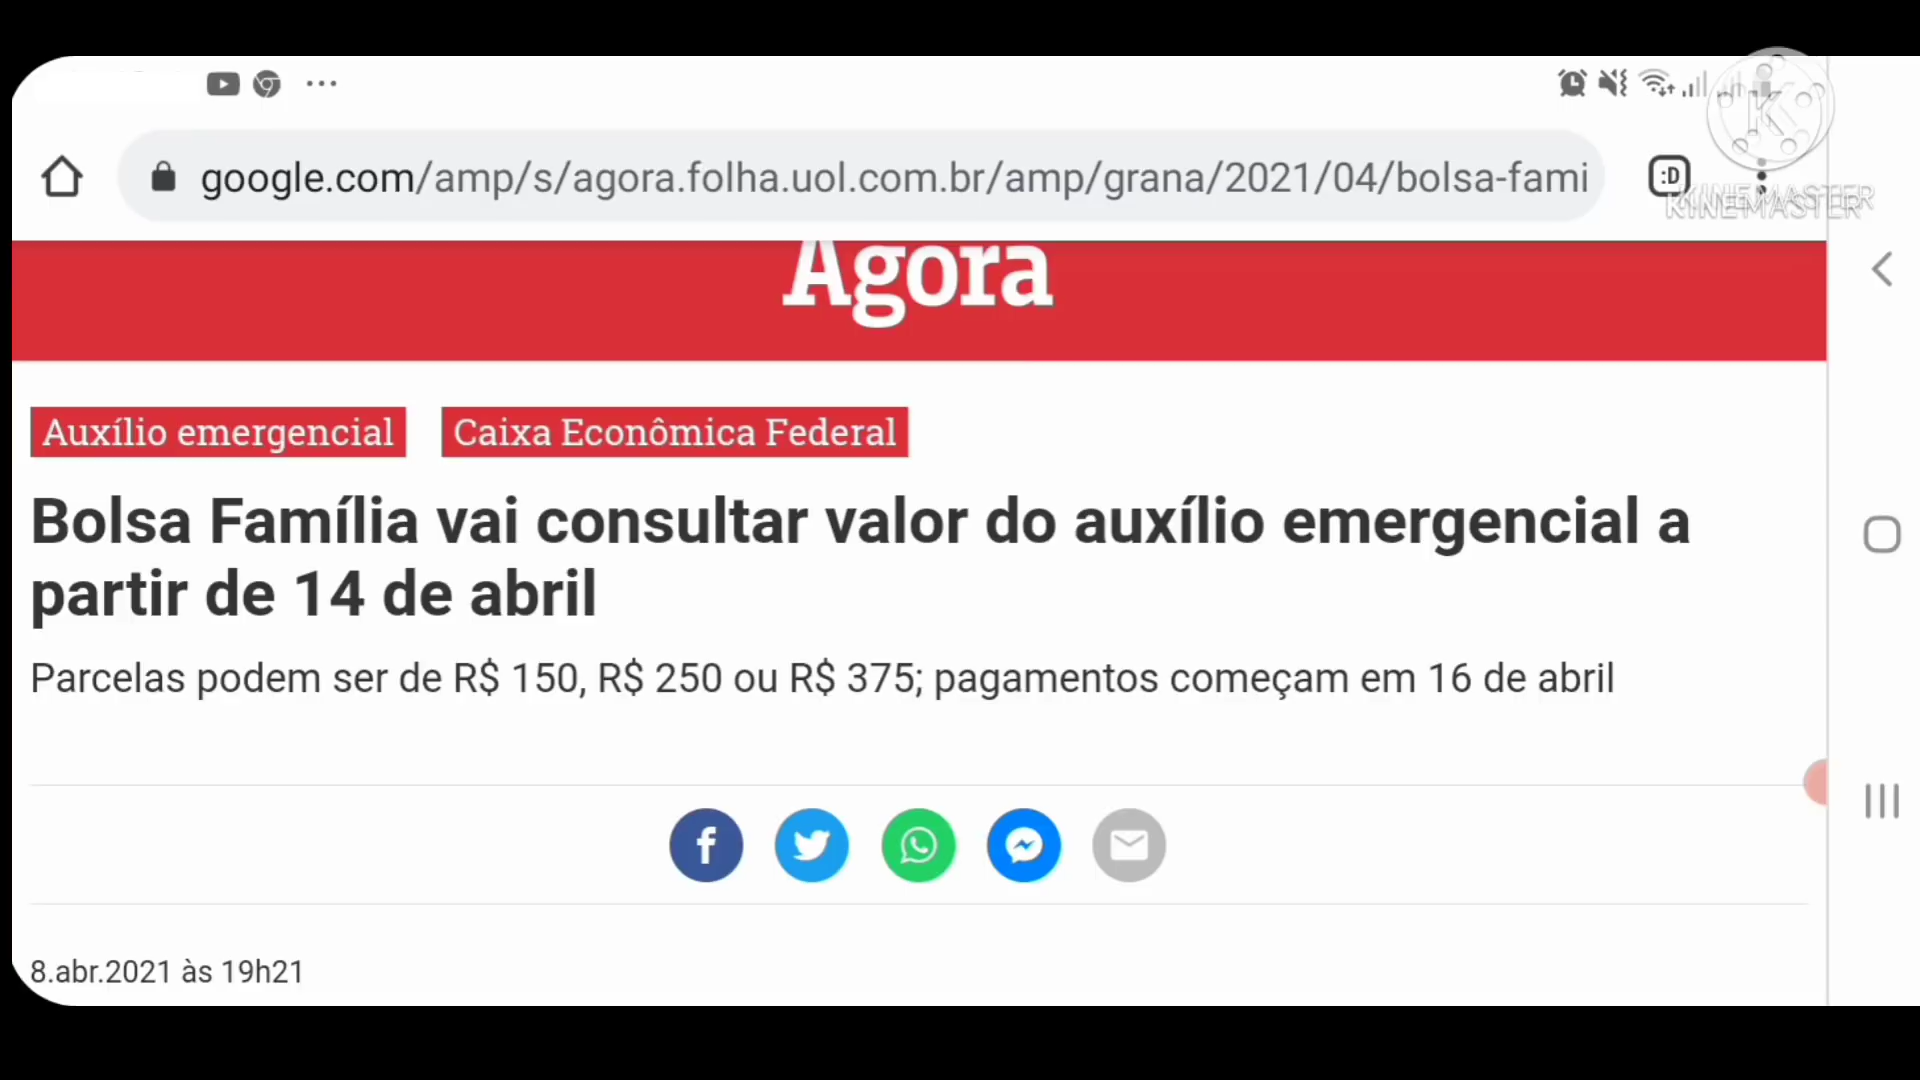 google.com/amp/s/agora.folha.uol.com.br/amp/grana/2021/04/bolsa-fami
:D
KINEMASTER
KINEMASTER
Agora
Auxílio emergencial
Caixa Econômica Federal
Bolsa Família vai consultar valor do auxílio emergencial a
partir de 14 de abril
Parcelas podem ser de R$ 150, R$ 250 ou R$ 375; pagamentos começam em 16 de abril
8.abr.2021 às 19h21